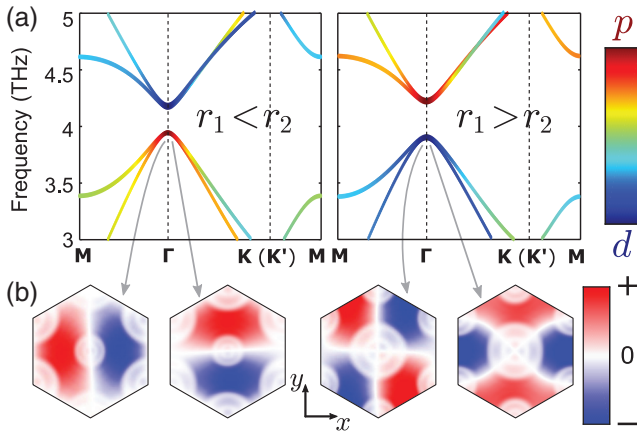 (a)
Frequency (THz)
5
4.5
4
3.5
3
r₁ < r₂
r₁ > r₂
p
d
M Γ K (K') M
M Γ K (K') M
(b)
y
x
+
0
−